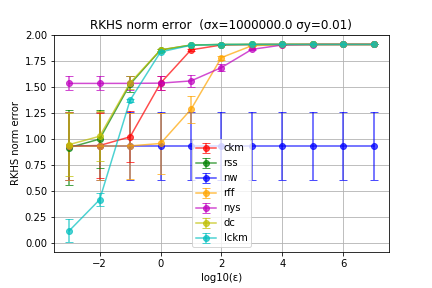 RKHS norm error (σx=1000000.0 σy=0.01)
RKHS norm error
2.00
1.75
1.50
1.25
1.00
0.75
0.50
0.25
0.00
ckm
rss
nw
rff
nys
dc
lckm
−2 0 2 4 6
log10(ε)